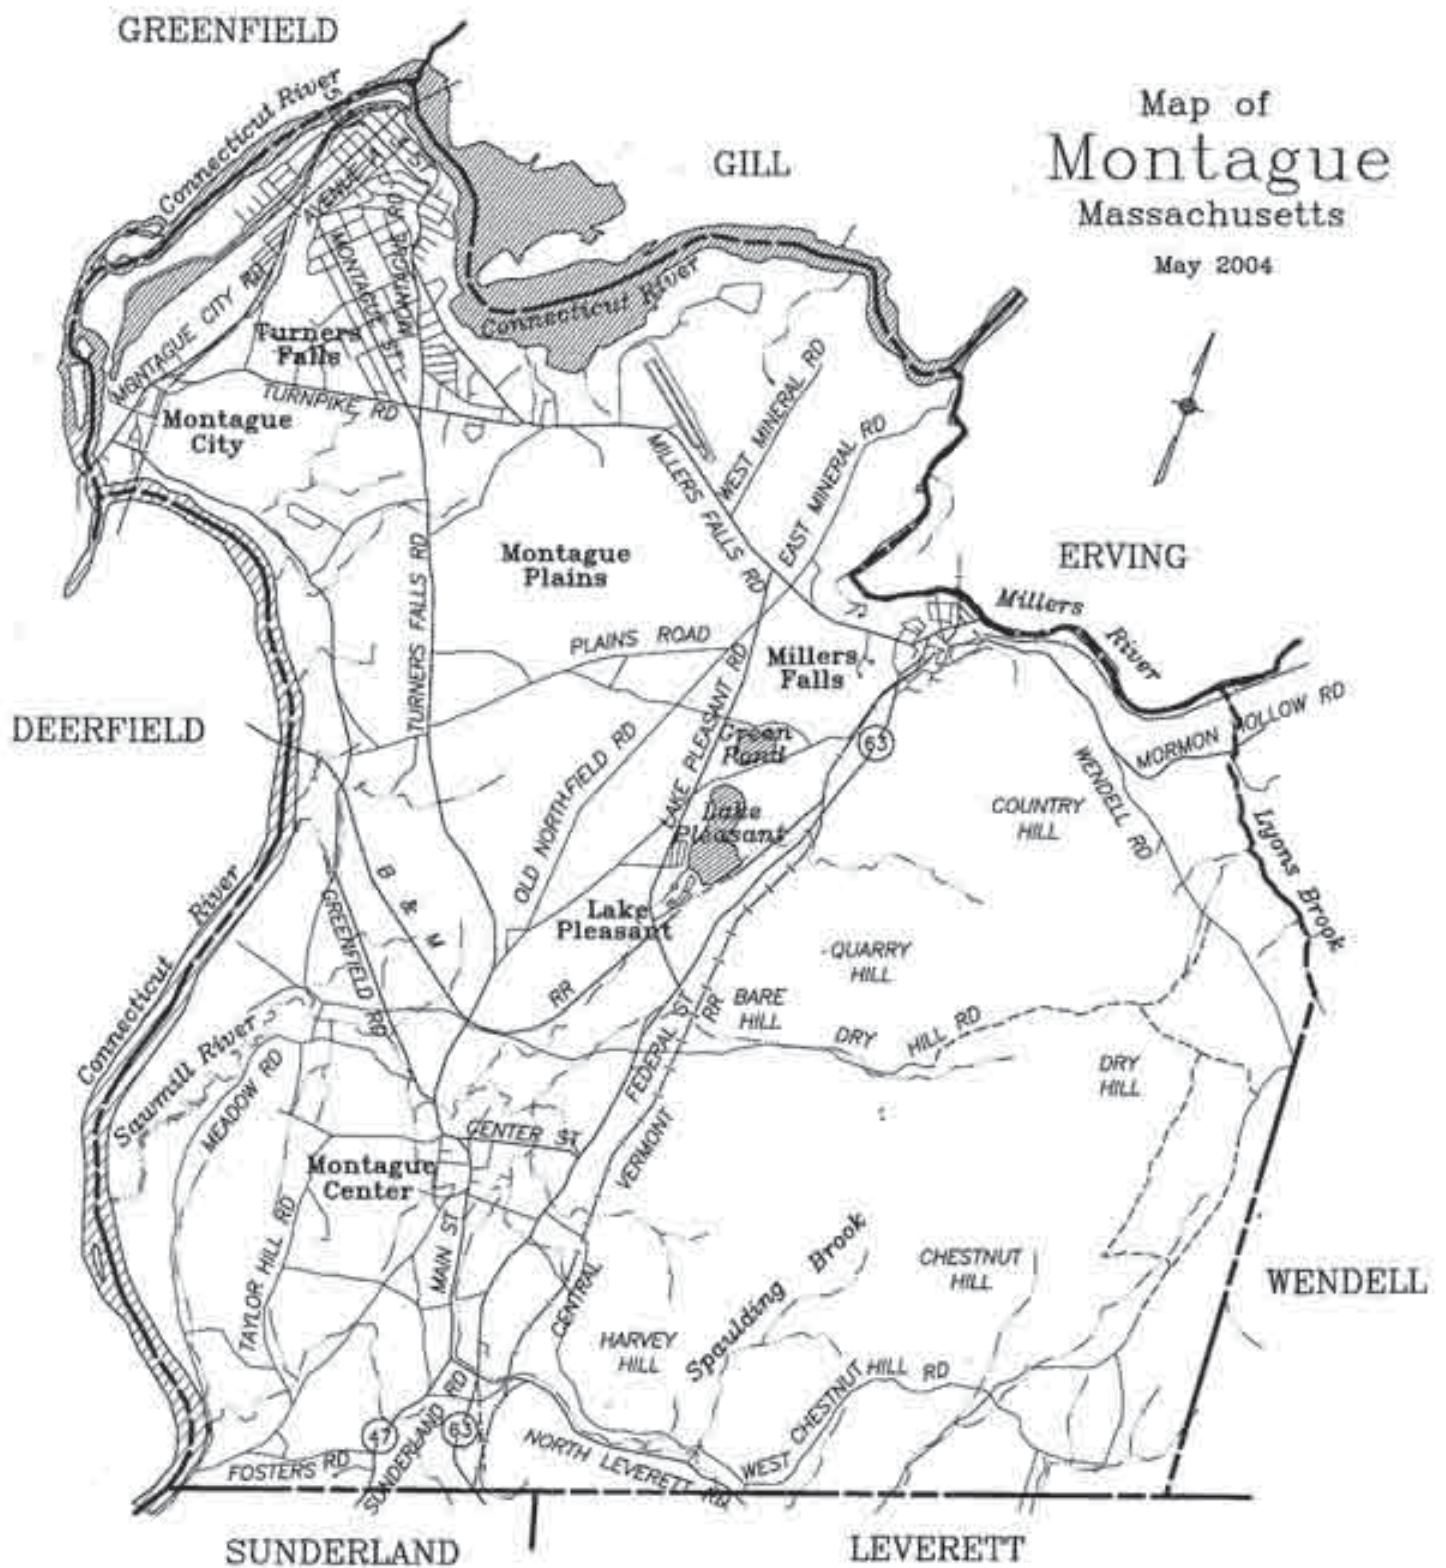 GREENFIELD
Map of
Montague
Massachusetts
May 2004
Connecticut River
GILL
AVENUE A
MONTAGUE ST
Connecticut River
MONTAGUE CITY RD
Turners
Falls
TURNPIKE RD
Montague
City
WEST MINERAL RD
EAST MINERAL RD
MILLERS FALLS RD
ERVING
Montague
Plains
TURNERS FALLS RD
Millers
River
PLAINS ROAD
Millers
Falls
DEERFIELD
LAKE PLEASANT RD
Green
Pond
63
MORMON HOLLOW RD
WENDELL RD
OLD NORTHFIELD RD
Lake
Pleasant
COUNTRY
HILL
Lyons Brook
B & M
GREENFIELD RD
Lake
Pleasant
QUARRY
HILL
Connecticut River
RR
FEDERAL ST
RR
BARE
HILL
DRY HILL RD
DRY
HILL
Sawmill River
MEADOW RD
CENTER ST
VERMONT
Montague
Center
TAYLOR HILL RD
MAIN ST
CENTRAL
HARVEY
HILL
Spaulding Brook
CHESTNUT
HILL
WENDELL
WEST CHESTNUT HILL RD
47
SUNDERLAND RD
63
FOSTERS RD
NORTH LEVERETT RD
SUNDERLAND
LEVERETT